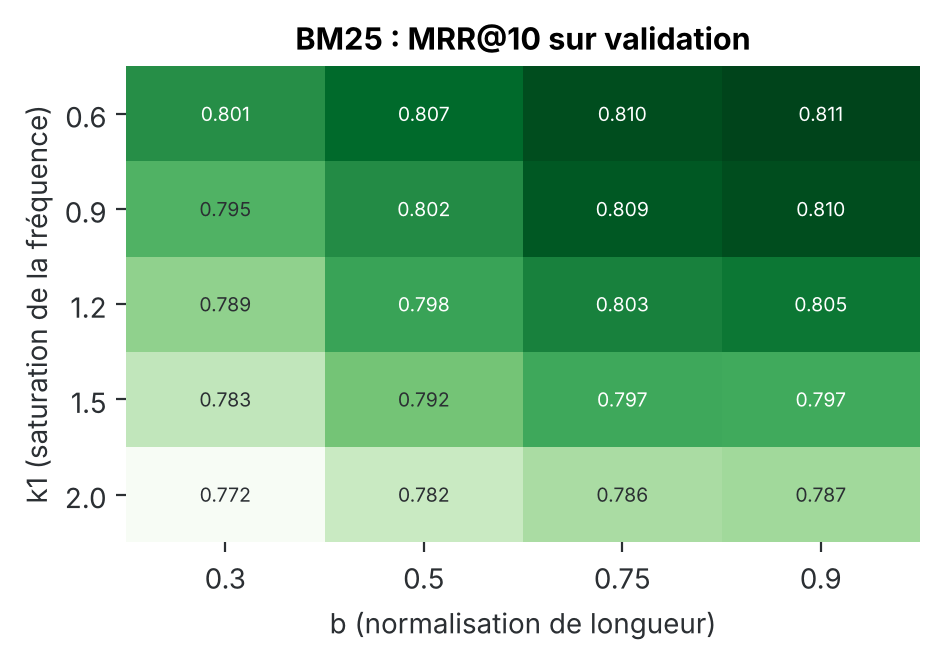 BM25 : MRR@10 sur validation
k1 (saturation de la fréquence)
0.6 0.801 0.807 0.810 0.811
0.9 0.795 0.802 0.809 0.810
1.2 0.789 0.798 0.803 0.805
1.5 0.783 0.792 0.797 0.797
2.0 0.772 0.782 0.786 0.787
0.3 0.5 0.75 0.9
b (normalisation de longueur)